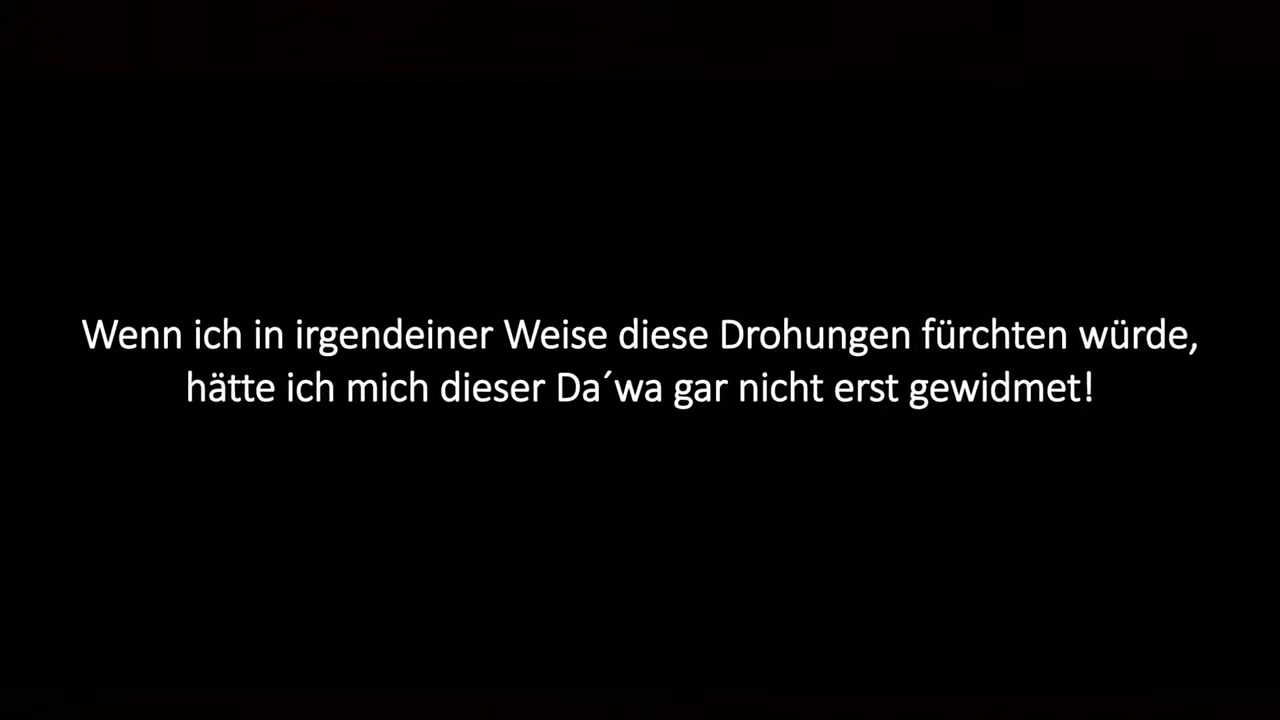 Wenn ich in irgendeiner Weise diese Drohungen fürchten würde,
hätte ich mich dieser Da´wa gar nicht erst gewidmet!